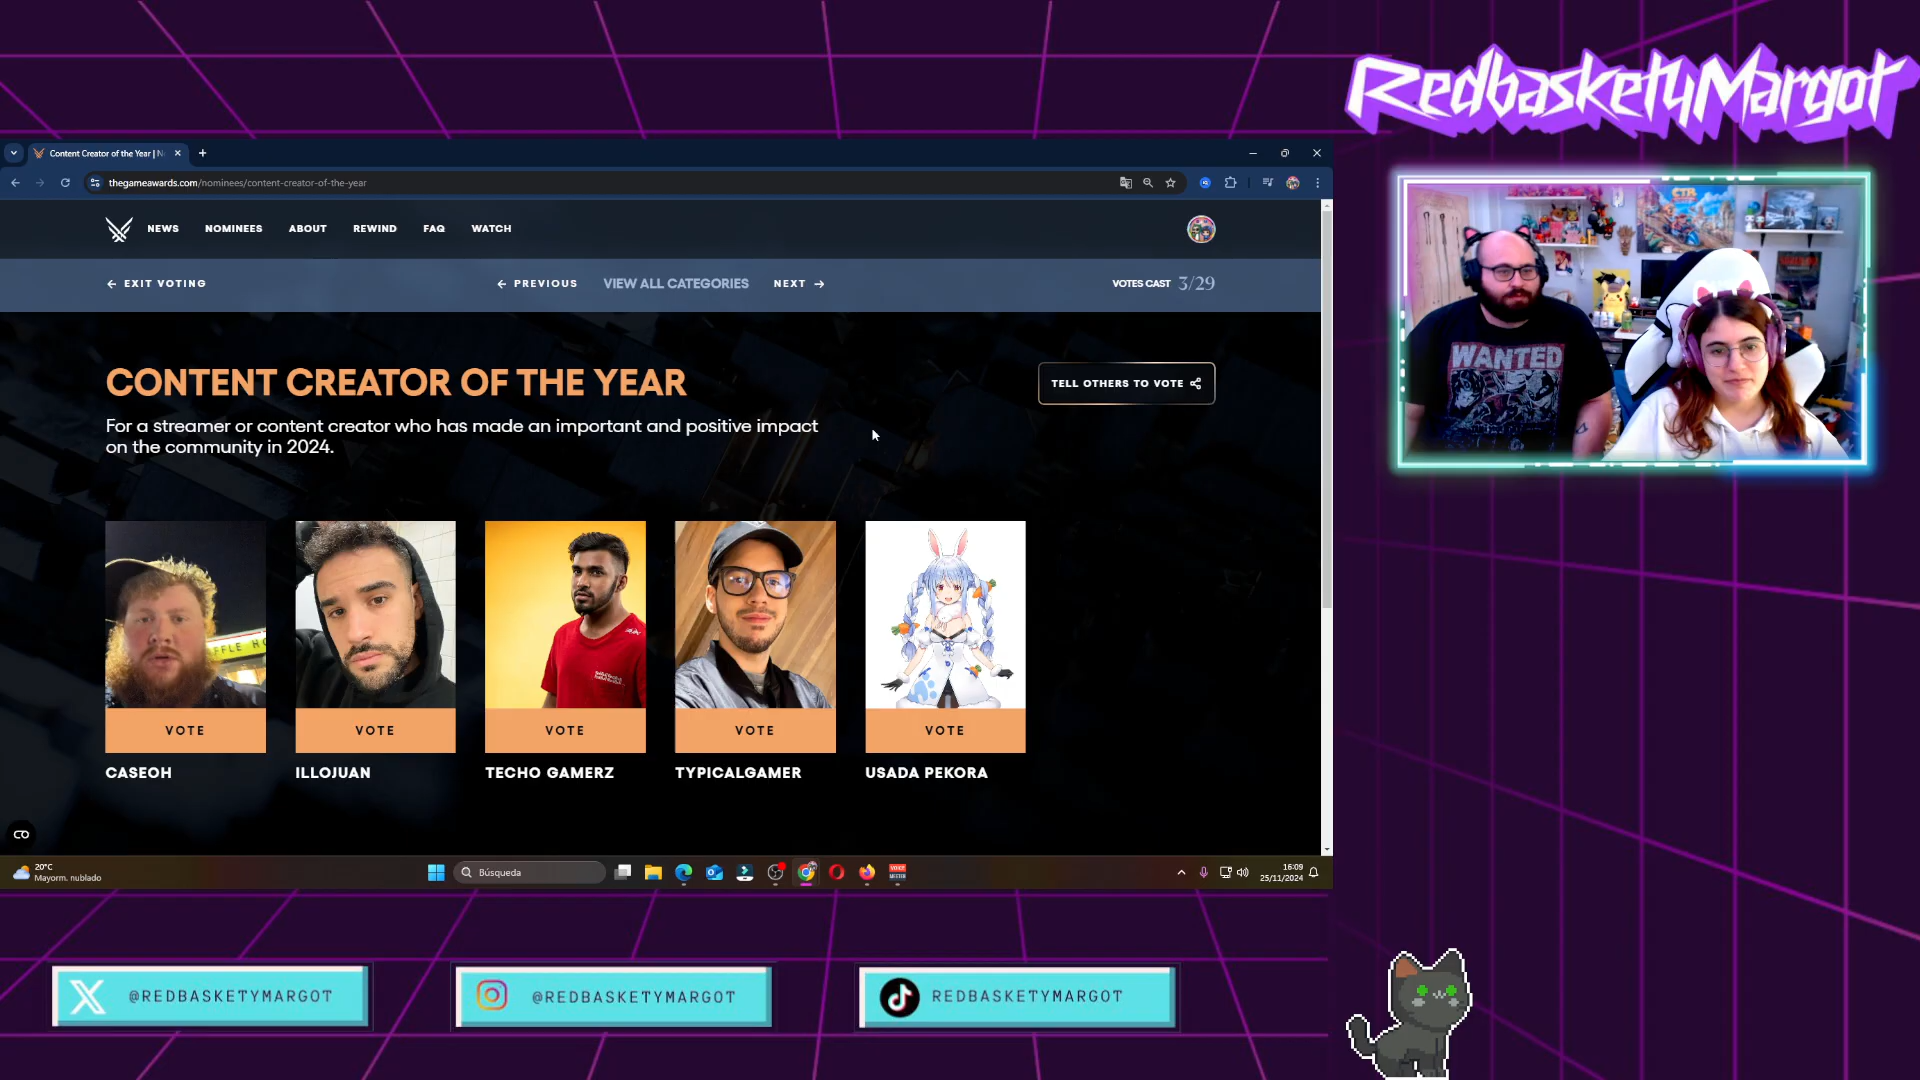 RedbasketyMargot
Content Creator of the Year | N
thegameawards.com/nominees/content-creator-of-the-year
NEWS NOMINEES ABOUT REWIND FAQ WATCH
EXIT VOTING
PREVIOUS
VIEW ALL CATEGORIES
NEXT
VOTES CAST 3/29
CONTENT CREATOR OF THE YEAR
TELL OTHERS TO VOTE
For a streamer or content creator who has made an important and positive impact
on the community in 2024.
WANTED
CTR
VOTE VOTE VOTE VOTE VOTE
CASEOH ILLOJUAN TECHO GAMERZ TYPICALGAMER USADA PEKORA
20°C
Mayorm. nublado
Búsqueda
16:09
25/11/2024
@REDBASKETYMARGOT
@REDBASKETYMARGOT
REDBASKETYMARGOT